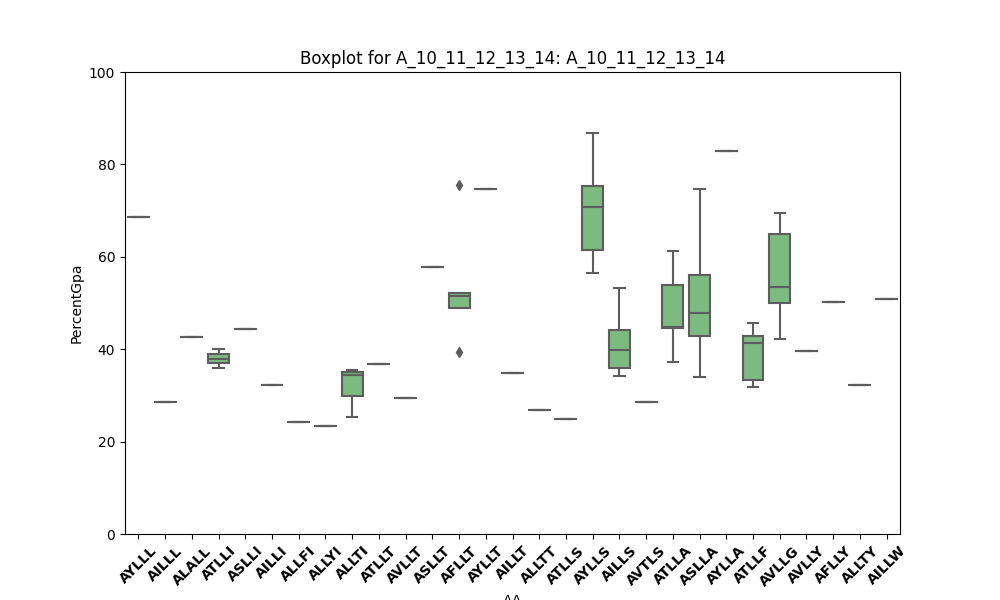 Boxplot for A_10_11_12_13_14: A_10_11_12_13_14
PercentGpa
100
80
60
40
20
0
AYLLL
AILLL
ALALL
ATLLI
ASLLI
AILLI
ALLFI
ALLYI
ALLTI
ATLLT
AVLLT
ASLLT
AFLLT
AYLLT
AILLT
ALLTT
ATLLS
AYLLS
AILLS
AVTLS
ATLLA
ASLLA
AYLLA
ATLLF
AVLLG
AVLLY
AFLLY
ALLTY
AILLW
AA